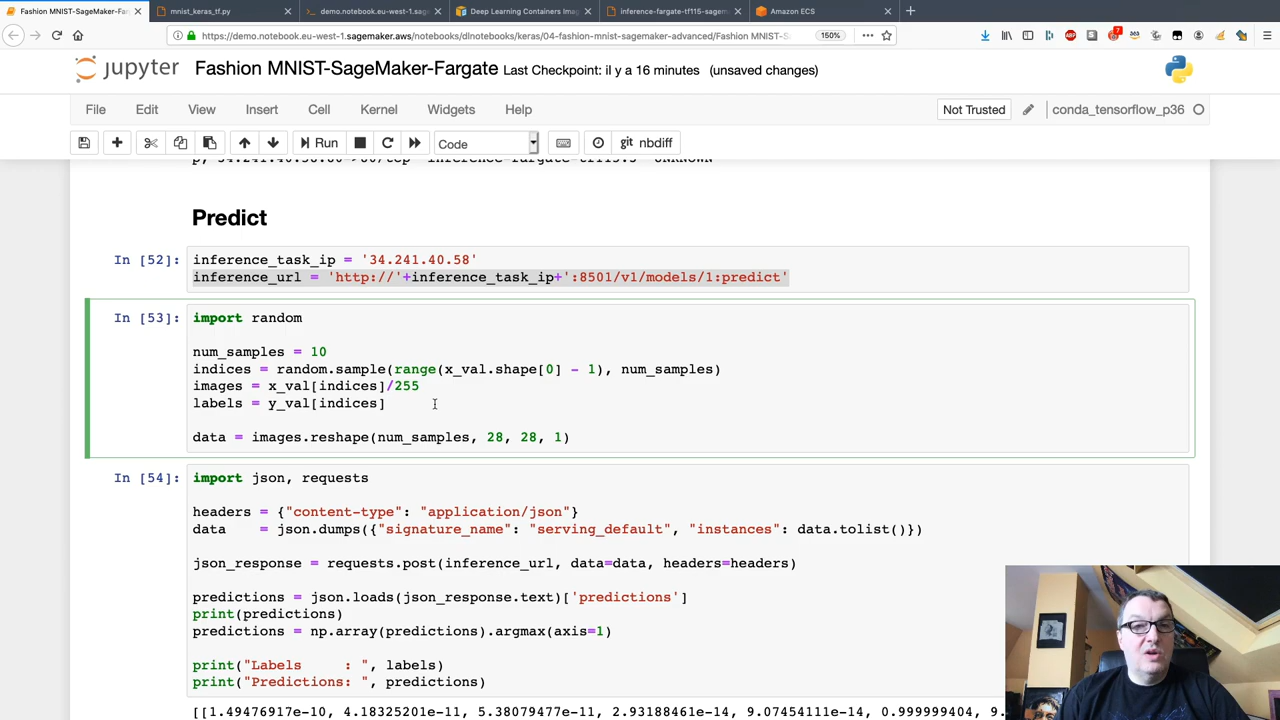 Fashion MNIST-SageMaker-Far
mnist_keras_tf.py
demo.notebook.eu-west-1.sage
Deep Learning Containers Ima
inference-fargate-tf115-sagem
Amazon ECS
https://demo.notebook.eu-west-1.sagemaker.aws/notebooks/dlnotebooks/keras/04-fashion-mnist-sagemaker-advanced/Fashion MNIST-S
150%
jupyter Fashion MNIST-SageMaker-Fargate Last Checkpoint: il y a 16 minutes (unsaved changes)
File Edit View Insert Cell Kernel Widgets Help Not Trusted conda_tensorflow_p36
Run Code git nbdiff
Predict
In [52]: inference_task_ip = '34.241.40.58'
inference_url = 'http://'+inference_task_ip+':8501/v1/models/1:predict'
In [53]: import random
num_samples = 10
indices = random.sample(range(x_val.shape[0] - 1), num_samples)
images = x_val[indices]/255
labels = y_val[indices]
data = images.reshape(num_samples, 28, 28, 1)
In [54]: import json, requests
headers = {"content-type": "application/json"}
data = json.dumps({"signature_name": "serving_default", "instances": data.tolist()})
json_response = requests.post(inference_url, data=data, headers=headers)
predictions = json.loads(json_response.text)['predictions']
print(predictions)
predictions = np.array(predictions).argmax(axis=1)
print("Labels : ", labels)
print("Predictions: ", predictions)
[[1.49476917e-10, 4.18325201e-11, 5.38079477e-11, 2.93188461e-14, 9.07454111e-14, 0.999999404, 9.